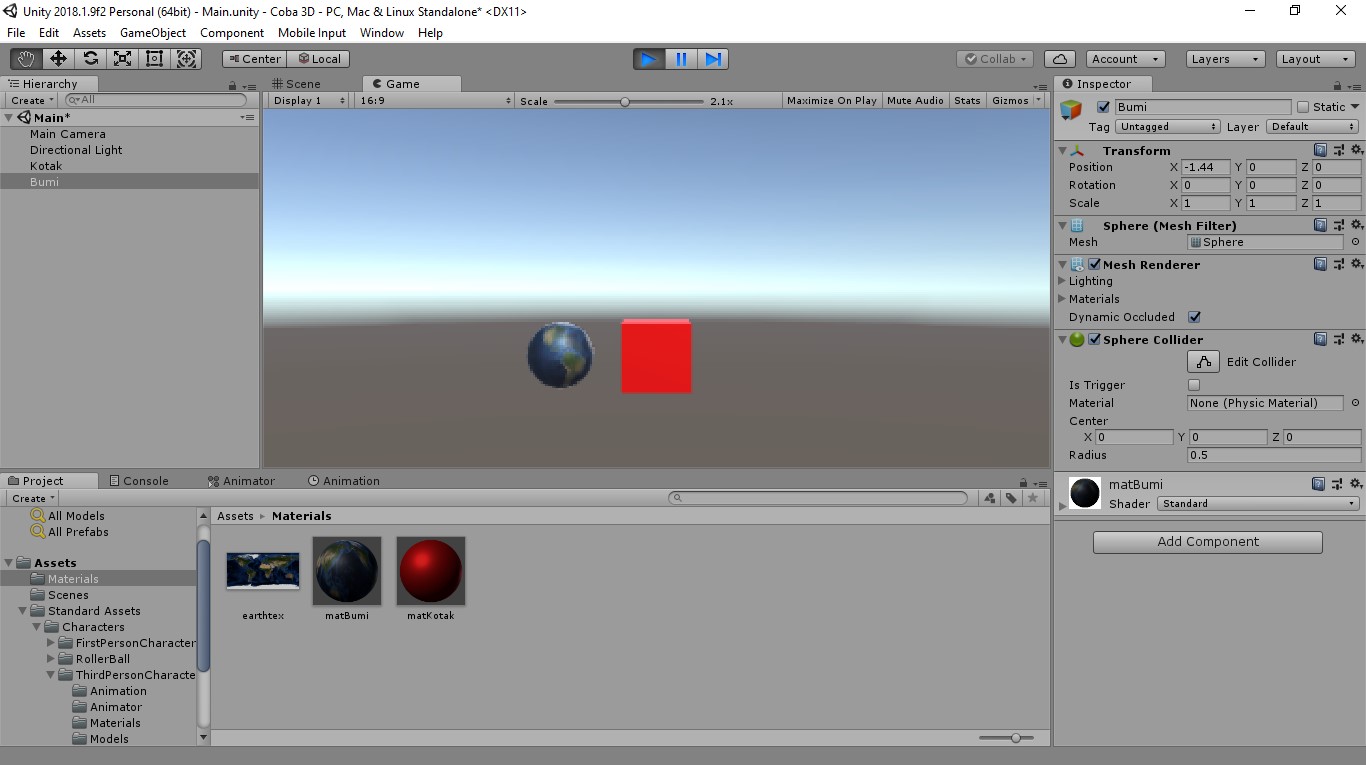 Unity 2018.1.9f2 Personal (64bit) - Main.unity - Coba 3D - PC, Mac & Linux Standalone* <DX11>
File Edit Assets GameObject Component Mobile Input Window Help
Center Local Collab Account Layers Layout
Hierarchy
Create All
Main*
Main Camera
Directional Light
Kotak
Bumi
Scene Game
Display 1 16:9 Scale 2.1x Maximize On Play Mute Audio Stats Gizmos
Inspector
Bumi Static
Tag Untagged Layer Default
Transform
Position X -1.44 Y 0 Z 0
Rotation X 0 Y 0 Z 0
Scale X 1 Y 1 Z 1
Sphere (Mesh Filter)
Mesh Sphere
Mesh Renderer
Lighting
Materials
Dynamic Occluded
Sphere Collider
Edit Collider
Is Trigger
Material None (Physic Material)
Center
X 0 Y 0 Z 0
Radius 0.5
matBumi
Shader Standard
Add Component
Project Console Animator Animation
Create
All Models
All Prefabs
Assets
Materials
Scenes
Standard Assets
Characters
FirstPersonCharacter
RollerBall
ThirdPersonCharacte
Animation
Animator
Materials
Models
Assets Materials
earthtex matBumi matKotak